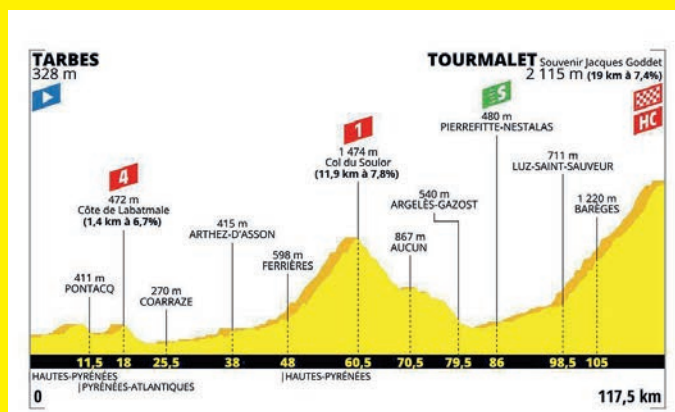 TARBES
328 m
TOURMALET Souvenir Jacques Goddet
2 115 m (19 km à 7,4%)
S
HC
480 m
PIERREFITTE-NESTALAS
1
1 474 m
Col du Soulor
(11,9 km à 7,8%)
711 m
LUZ-SAINT-SAUVEUR
4
472 m
Côte de Labatmale
(1,4 km à 6,7%)
540 m
ARGELÈS-GAZOST
1 220 m
BARÈGES
415 m
ARTHEZ-D'ASSON
867 m
AUCUN
598 m
FERRIÈRES
411 m
PONTACQ
270 m
COARRAZE
11,5 18 25,5 38 48 60,5 70,5 79,5 86 98,5 105
HAUTES-PYRÉNÉES
|PYRÉNÉES-ATLANTIQUES
|HAUTES-PYRÉNÉES
0
117,5 km